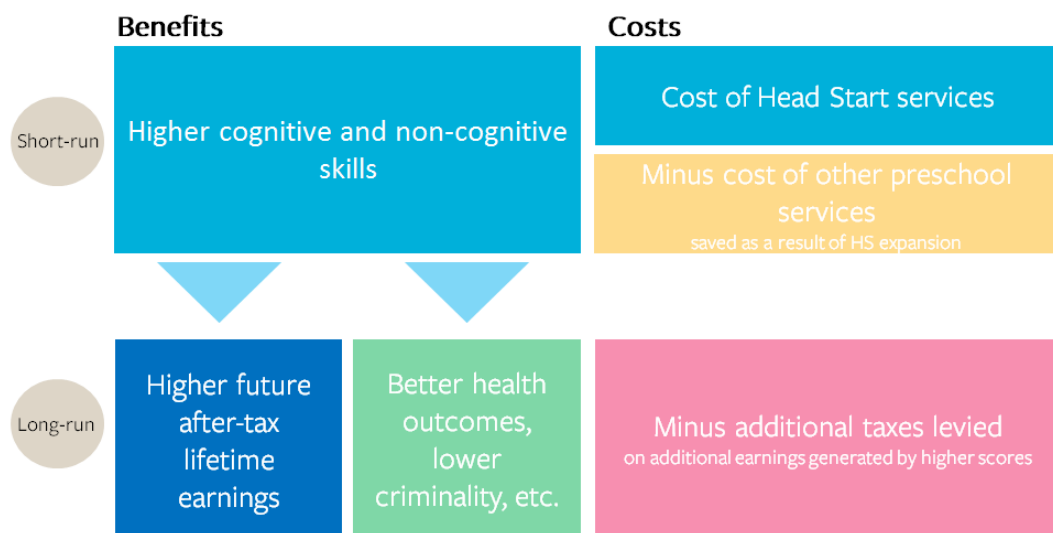 Benefits
Costs
Short-run
Higher cognitive and non-cognitive
skills
Cost of Head Start services
Minus cost of other preschool
services
saved as a result of HS expansion
Long-run
Higher future
after-tax
lifetime
earnings
Better health
outcomes,
lower
criminality, etc.
Minus additional taxes levied
on additional earnings generated by higher scores